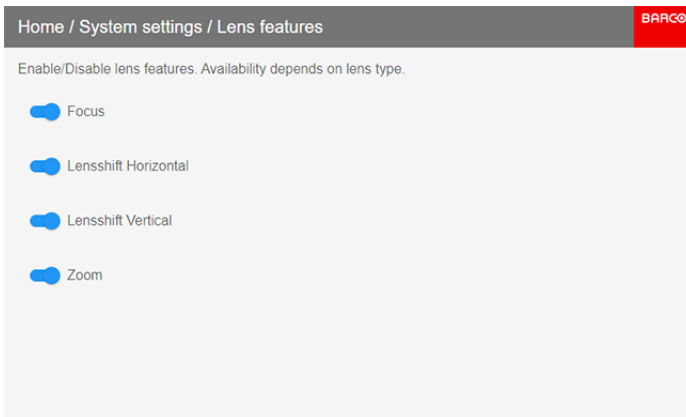 Home / System settings / Lens features
BARCO
Enable/Disable lens features. Availability depends on lens type.
Focus
Lensshift Horizontal
Lensshift Vertical
Zoom